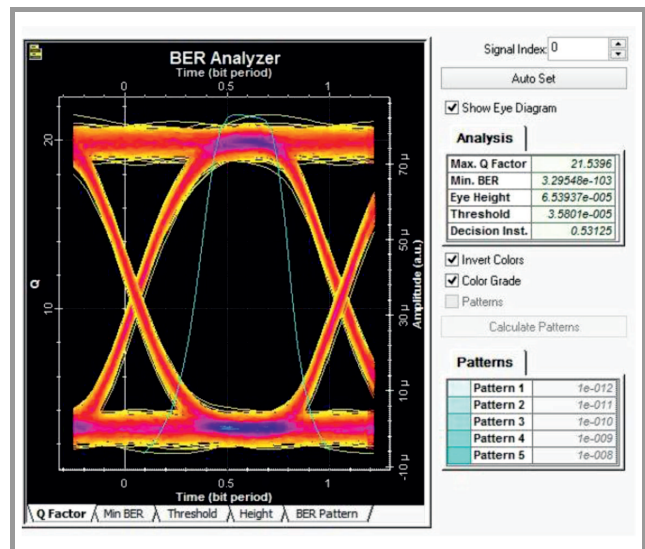 BER Analyzer
Time (bit period)
0 0.5 1
20
10
Q
70 µ
50 µ
30 µ
10 µ
-10 µ
Amplitude (a.u.)
0 0.5 1
Time (bit period)
Q Factor Min BER Threshold Height BER Pattern
Signal Index: 0
Auto Set
Show Eye Diagram
Analysis
Max. Q Factor 21.5396
Min. BER 3.29548e-103
Eye Height 6.53937e-005
Threshold 3.5801e-005
Decision Inst. 0.53125
Invert Colors
Color Grade
Patterns
Calculate Patterns
Patterns
Pattern 1 1e-012
Pattern 2 1e-011
Pattern 3 1e-010
Pattern 4 1e-009
Pattern 5 1e-008